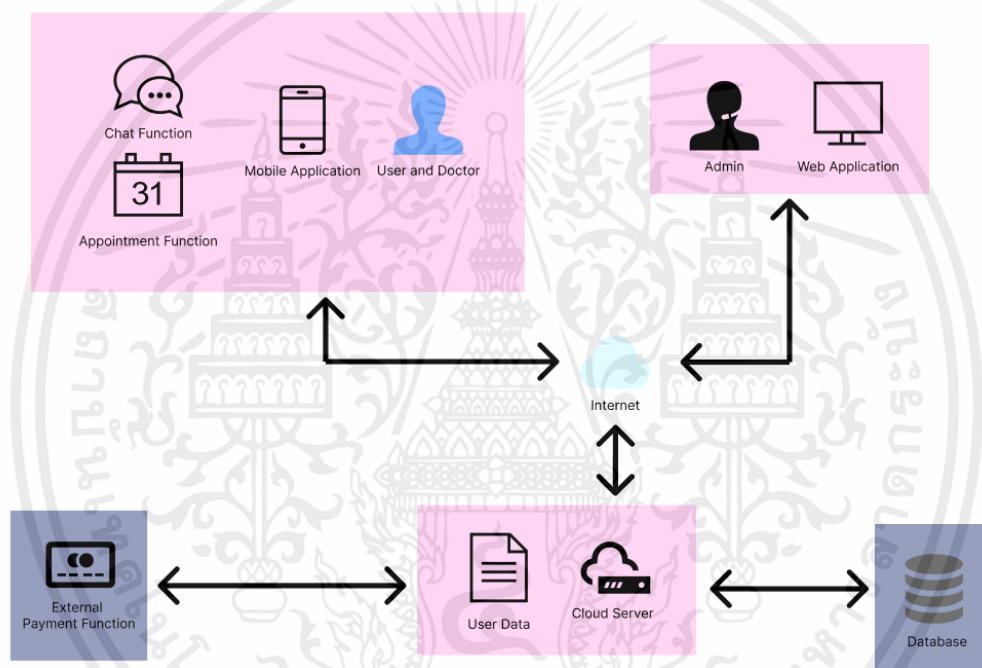 Chat Function
31
Appointment Function
Mobile Application
User and Doctor
Admin
Web Application
Internet
External
Payment Function
User Data
Cloud Server
Database